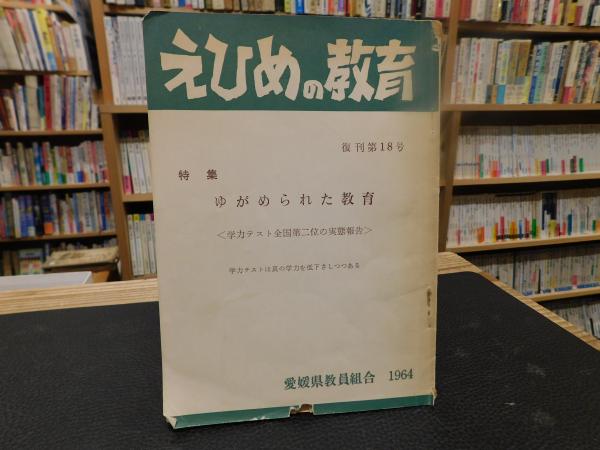 えひめの教育
復刊第18号
特集
ゆがめられた教育
<学力テスト全国第二位の実態報告>
学力テストは真の学力を低下さしつつある
愛媛県教員組合 1964